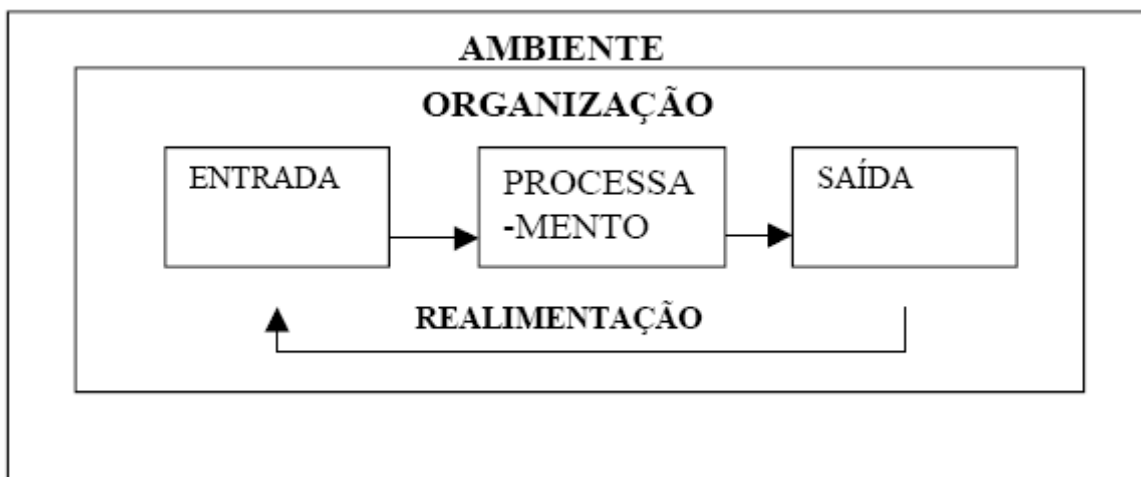 AMBIENTE
ORGANIZAÇÃO
ENTRADA
PROCESSA
-MENTO
SAÍDA
REALIMENTAÇÃO